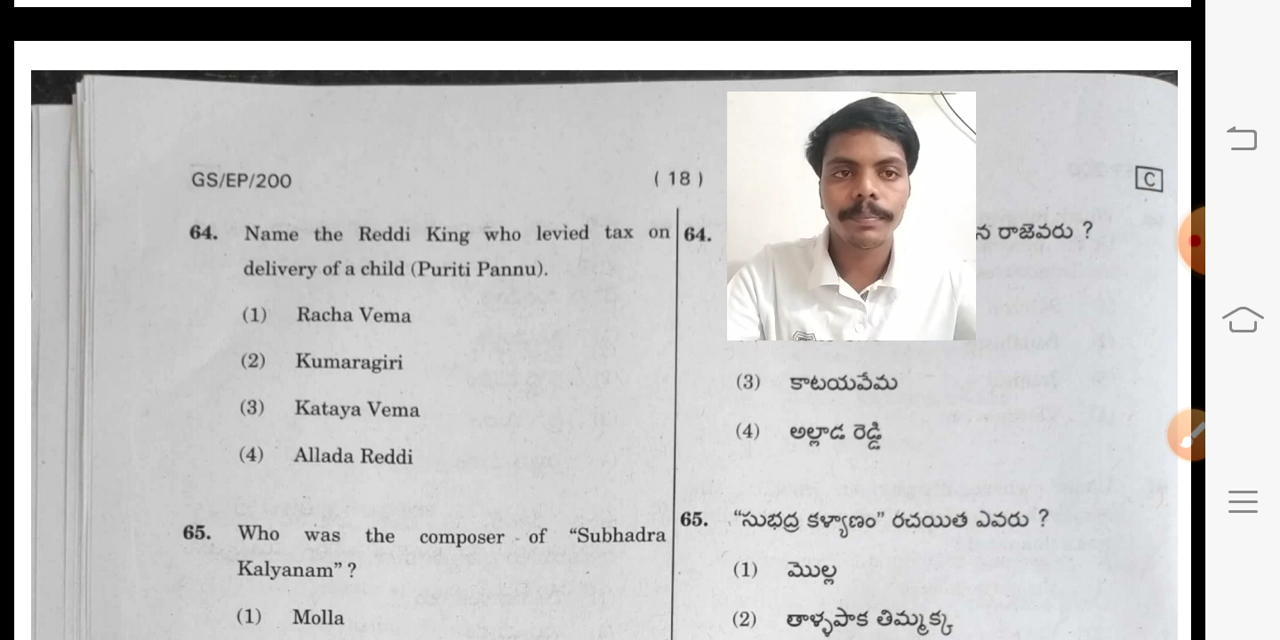 GS/EP/200
( 18 )
C
64. Name the Reddi King who levied tax on
delivery of a child (Puriti Pannu).
(1) Racha Vema
(2) Kumaragiri
(3) Kataya Vema
(4) Allada Reddi
65. Who was the composer of “Subhadra
Kalyanam” ?
(1) Molla
64.
న రాజెవరు ?
(3) కాటయవేమ
(4) అల్లాడ రెడ్డి
65. “సుభద్ర కళ్యాణం” రచయిత ఎవరు ?
(1) మొల్ల
(2) తాళ్ళపాక తిమ్మక్క